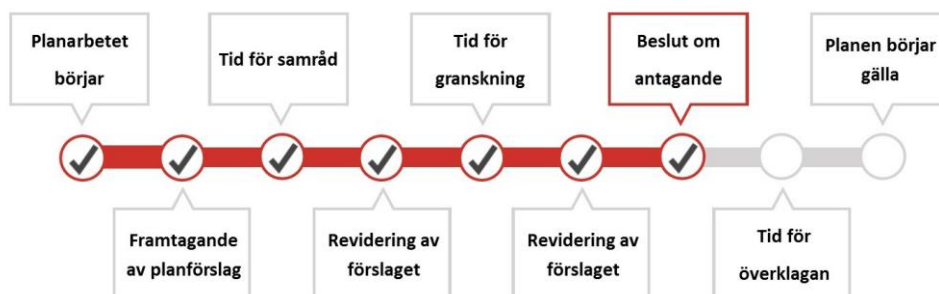 Planarbetet
börjar
Tid för samråd
Tid för
granskning
Beslut om
antagande
Planen börjar
gälla
Framtagande
av planförslag
Revidering av
förslaget
Revidering av
förslaget
Tid för
överklagan